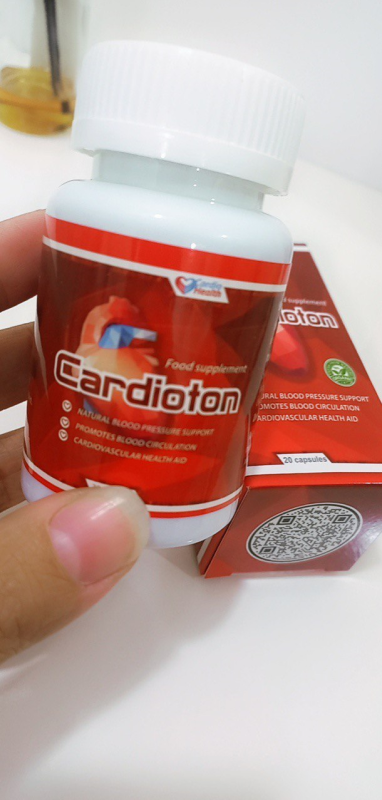 Cardio
Health
Food supplement
Cardioton
NATURAL BLOOD PRESSURE SUPPORT
PROMOTES BLOOD CIRCULATION
CARDIOVASCULAR HEALTH AID
supplement
ioton
URAL BLOOD PRESSURE SUPPORT
OMOTES BLOOD CIRCULATION
CARDIOVASCULAR HEALTH AID
20 capsules